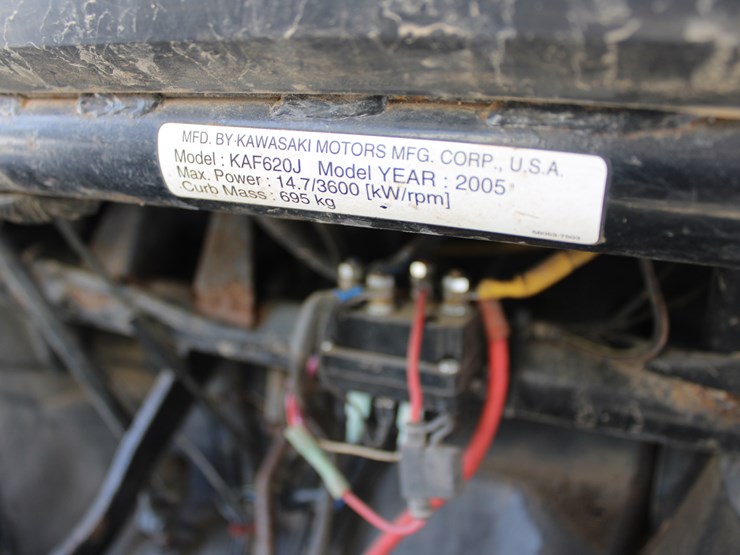 MFD. BY·KAWASAKI MOTORS MFG. CORP., U.S.A.
Model : KAF620J Model YEAR : 2005
Max. Power : 14.7/3600 [kW/rpm]
Curb Mass : 695 kg